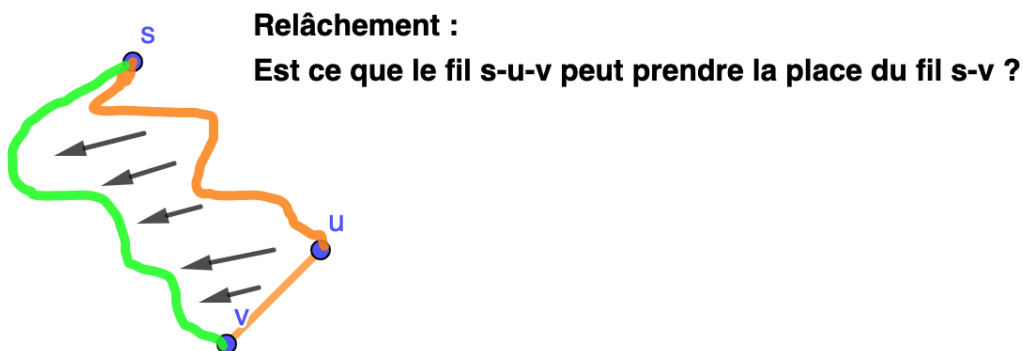 s
Relâchement :
Est ce que le fil s-u-v peut prendre la place du fil s-v ?
u
v